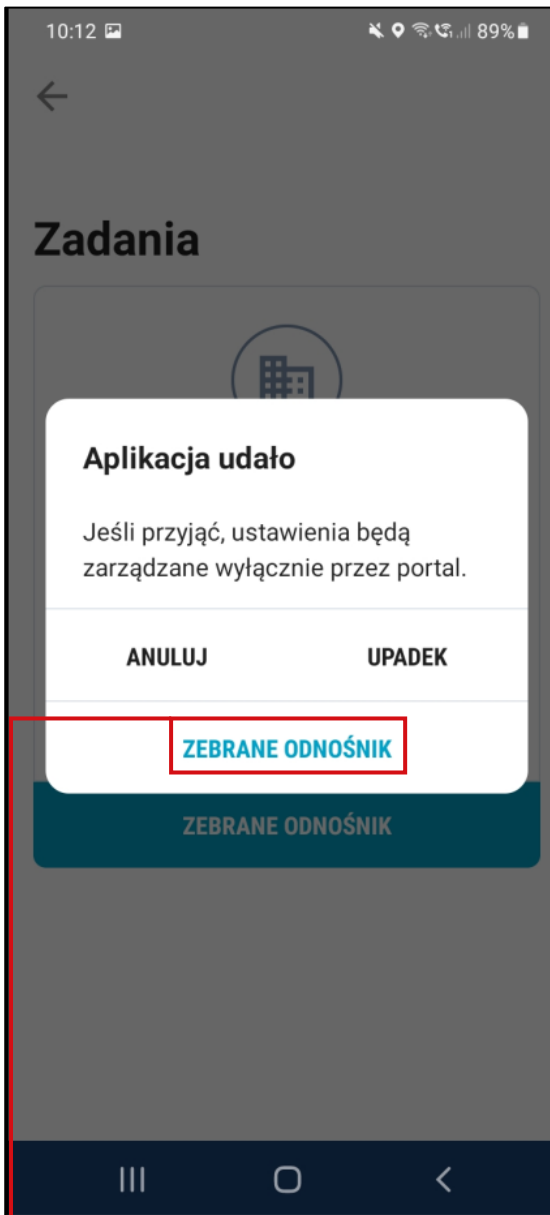 10:12 89%
Zadania
Aplikacja udało
Jeśli przyjąć, ustawienia będą
zarządzane wyłącznie przez portal.
ANULUJ UPADEK
ZEBRANE ODNOŚNIK
ZEBRANE ODNOŚNIK